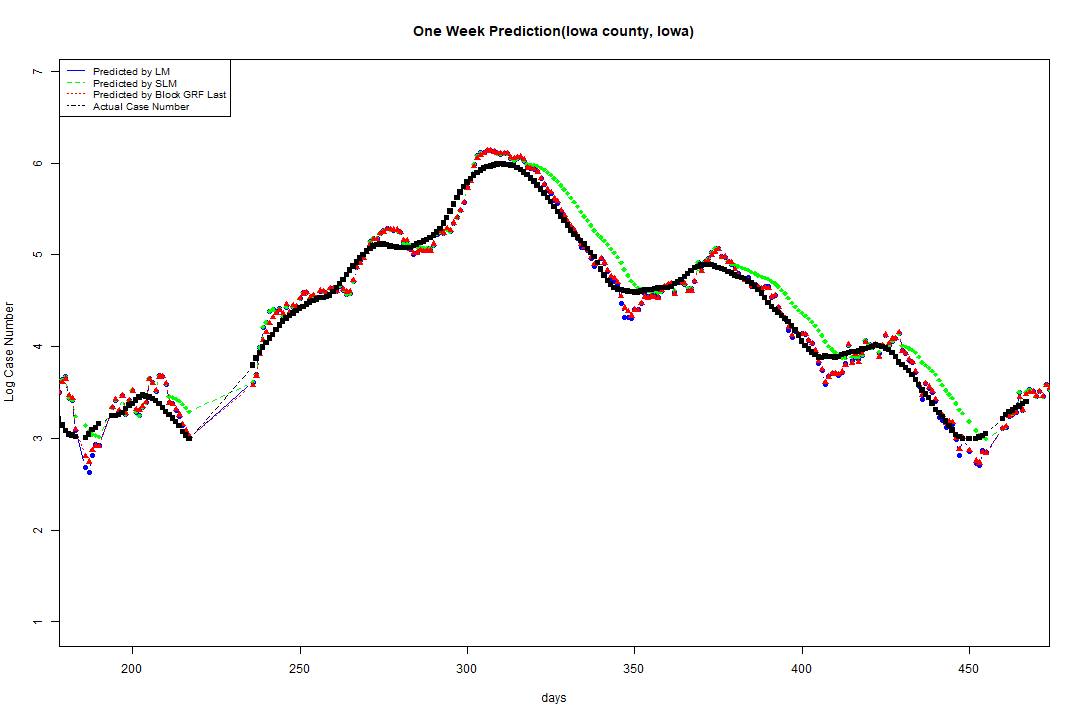 One Week Prediction(Iowa county, Iowa)
Predicted by LM
Predicted by SLM
Predicted by Block GRF Last
Actual Case Number
7
6
5
4
3
2
1
Log Case Number
200 250 300 350 400 450
days